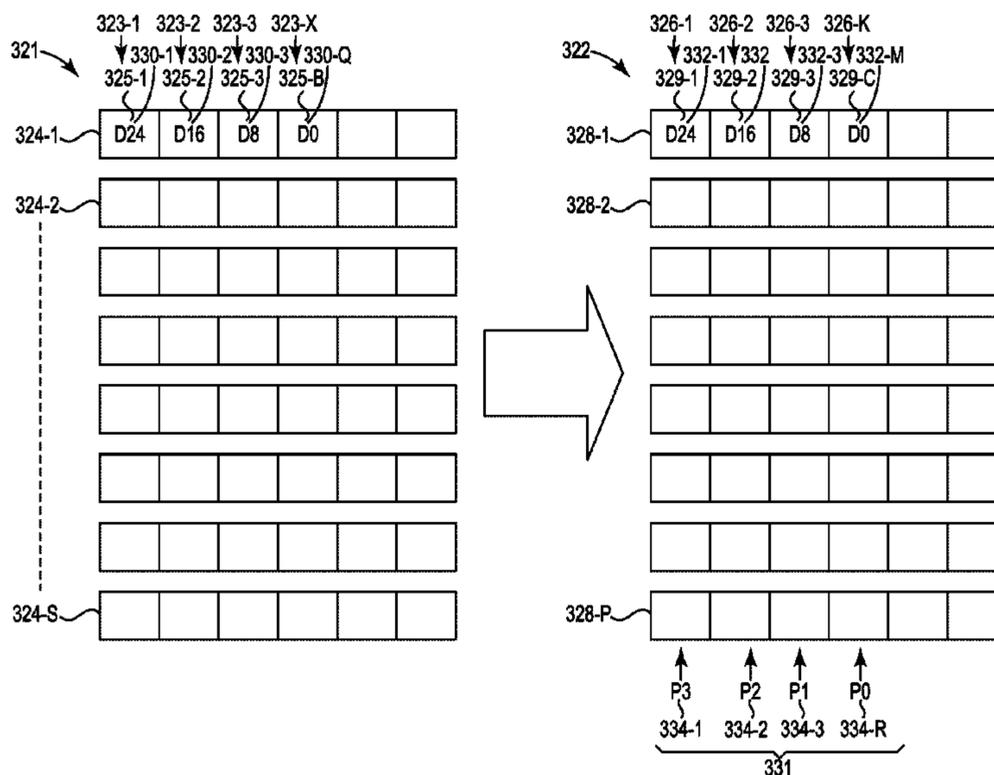 323-1 323-2 323-3 323-X
321
330-1 330-2 330-3 330-Q
325-1 325-2 325-3 325-B
324-1 D24 D16 D8 D0
324-2
324-S
326-1 326-2 326-3 326-K
322
332-1 332 332-3 332-M
329-1 329-2 329-3 329-C
328-1 D24 D16 D8 D0
328-2
328-P
P3 P2 P1 P0
334-1 334-2 334-3 334-R
331